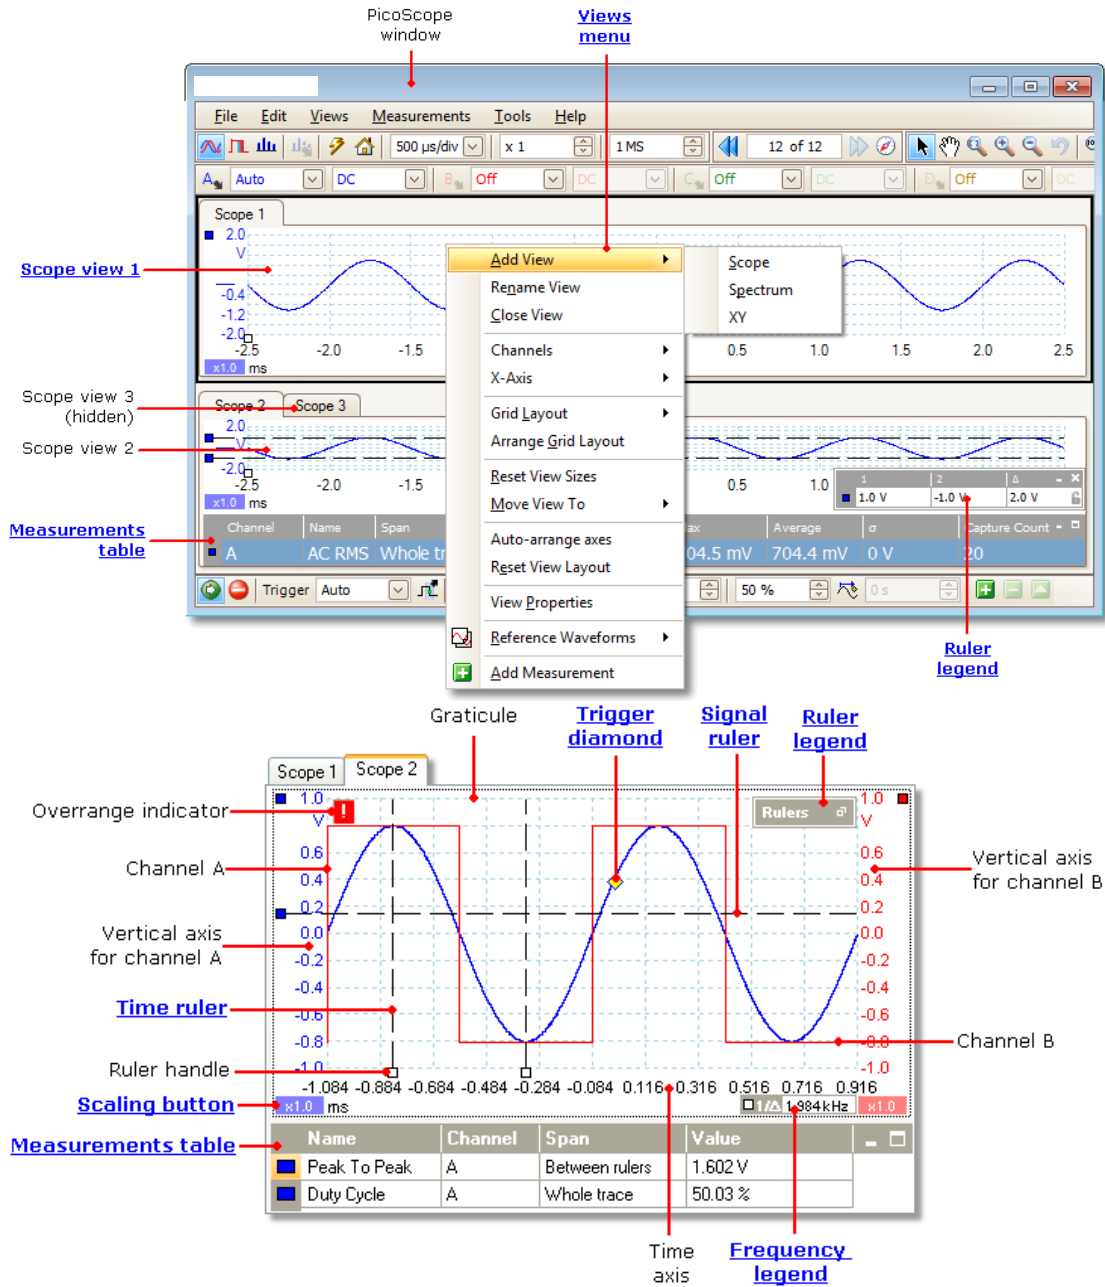 PicoScope
window
Views
menu
File Edit Views Measurements Tools Help
500 µs/div x 1 1 MS 12 of 12
A Auto DC B Off DC C Off DC D Off DC
Scope 1
2.0
V
-0.4
-1.2
-2.0
-2.5 -2.0 -1.5 0.5 1.0 1.5 2.0 2.5
x1.0 ms
Scope view 1
Add View
Rename View
Close View
Channels
X-Axis
Grid Layout
Arrange Grid Layout
Reset View Sizes
Move View To
Auto-arrange axes
Reset View Layout
View Properties
Reference Waveforms
Add Measurement
Scope
Spectrum
XY
Scope view 3
(hidden)
Scope view 2
Scope 2 Scope 3
2.0
V
-2.0
-2.5 -2.0 -1.5 0.5 1.0
x1.0 ms
1 2 Δ
1.0 V -1.0 V 2.0 V
Measurements
table
Channel Name Span Average σ Capture Count
A AC RMS Whole 704.4 mV 0 V 20
Trigger Auto 50 % 0 s
Ruler
legend
Graticule
Trigger
diamond
Signal
ruler
Ruler
legend
Scope 1 Scope 2
Overrange indicator
Channel A
Vertical axis
for channel A
Time ruler
Ruler handle
Scaling button
Measurements table
1.0
V
0.6
0.4
0.2
0.0
-0.2
-0.4
-0.6
-0.8
-1.0
!
Rulers
1.0
V
0.6
0.4
0.2
0.0
-0.2
-0.4
-0.6
-0.8
-1.0
Vertical axis
for channel B
Channel B
-1.084 -0.884 -0.684 -0.484 -0.284 -0.084 0.116 0.316 0.516 0.716 0.916
x1.0 ms 1/Δ 1.984 kHz x1.0
Name Channel Span Value
Peak To Peak A Between rulers 1.602 V
Duty Cycle A Whole trace 50.03 %
Time
axis
Frequency
legend